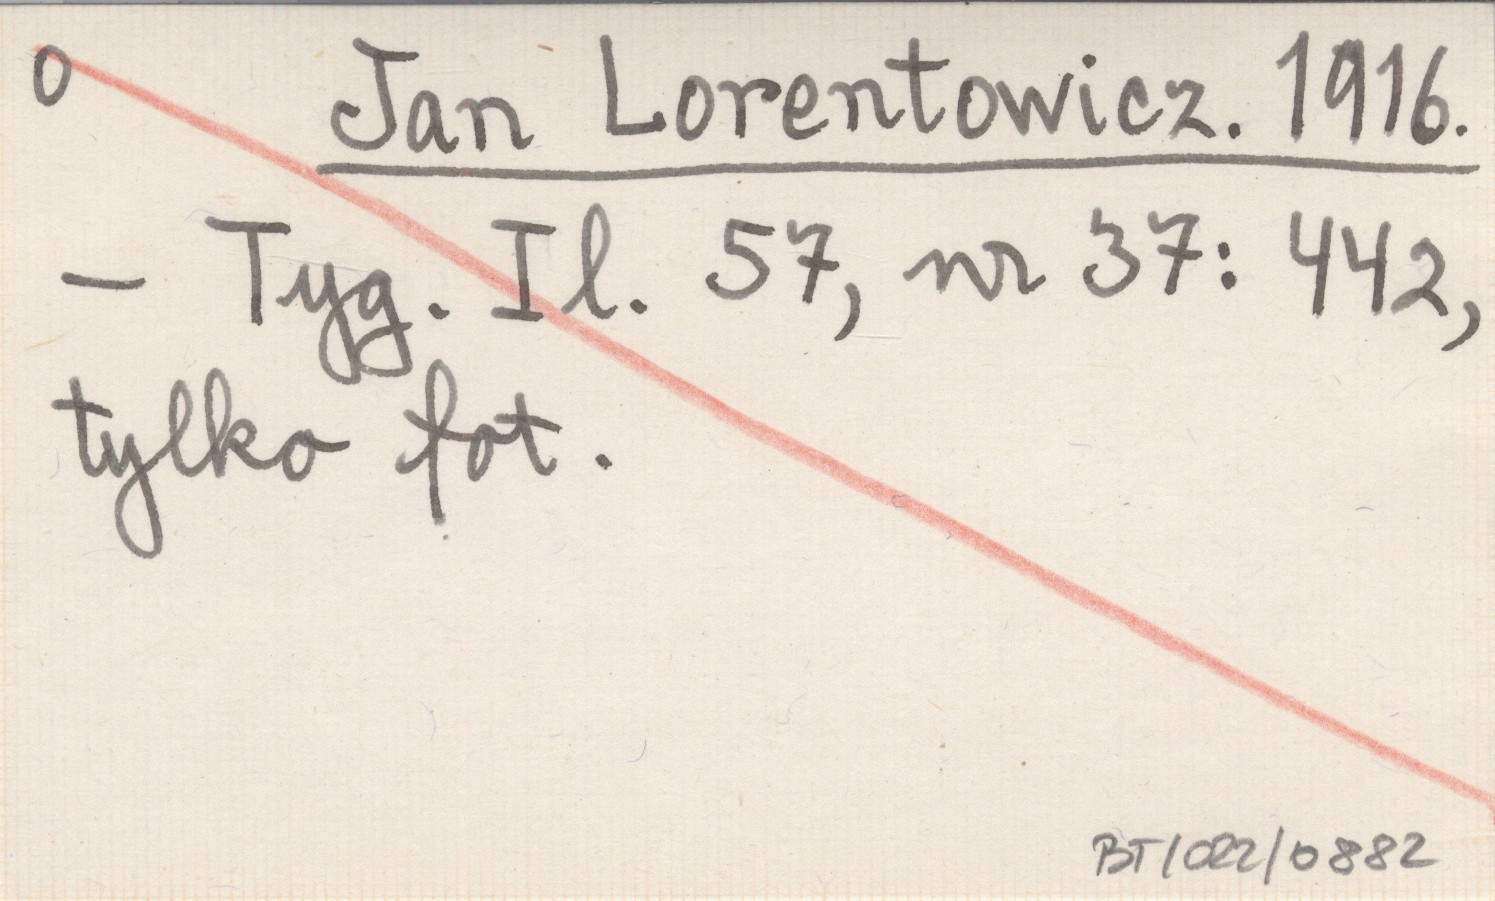 0 Jan Lorentowicz. 1916.
- Tyg. Il. 57, nr 37: 442,
tylko fot.
BT/022/0882